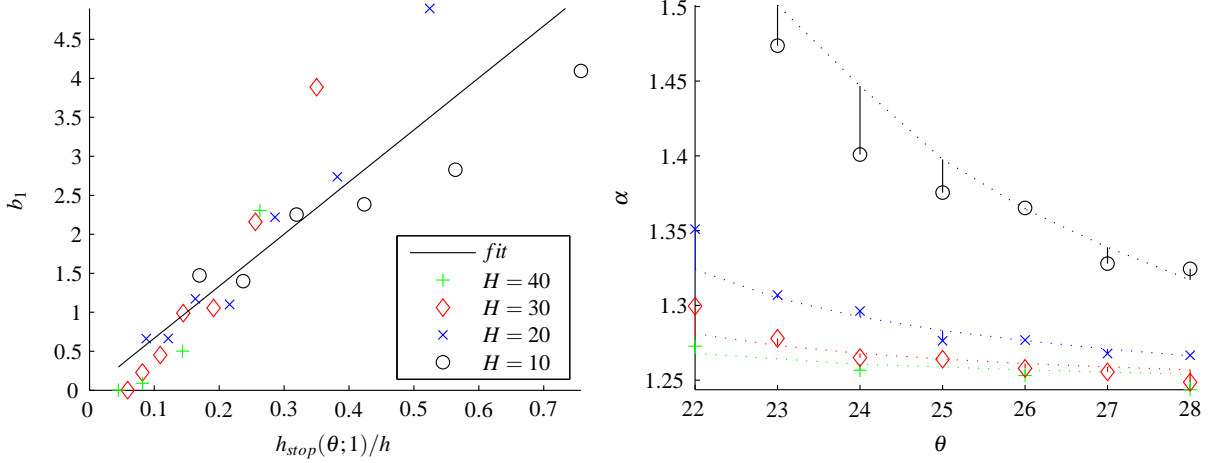 4.5
4
3.5
3
2.5
2
1.5
1
0.5
0
b₁
0 0.1 0.2 0.3 0.4 0.5 0.6 0.7
h_stop(θ;1)/h
fit
H = 40
H = 30
H = 20
H = 10
1.5
1.45
1.4
1.35
1.3
1.25
α
22 23 24 25 26 27 28
θ